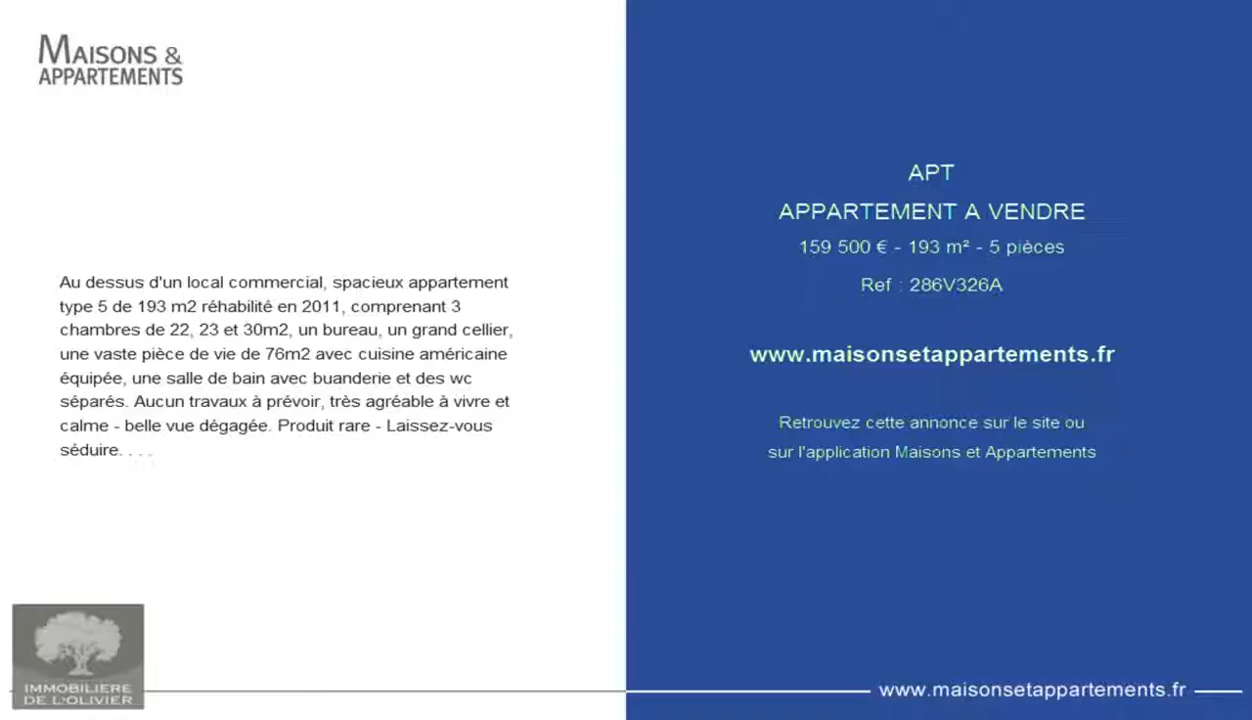 MAISONS &
APPARTEMENTS
Au dessus d'un local commercial, spacieux appartement
type 5 de 193 m2 réhabilité en 2011, comprenant 3
chambres de 22, 23 et 30m2, un bureau, un grand cellier,
une vaste pièce de vie de 76m2 avec cuisine américaine
équipée, une salle de bain avec buanderie et des wc
séparés. Aucun travaux à prévoir, très agréable à vivre et
calme - belle vue dégagée. Produit rare - Laissez-vous
séduire. . . .
IMMOBILIERE
DE L'OLIVIER
APT
APPARTEMENT A VENDRE
159 500 € - 193 m² - 5 pièces
Ref : 286V326A
www.maisonsetappartements.fr
Retrouvez cette annonce sur le site ou
sur l'application Maisons et Appartements
www.maisonsetappartements.fr